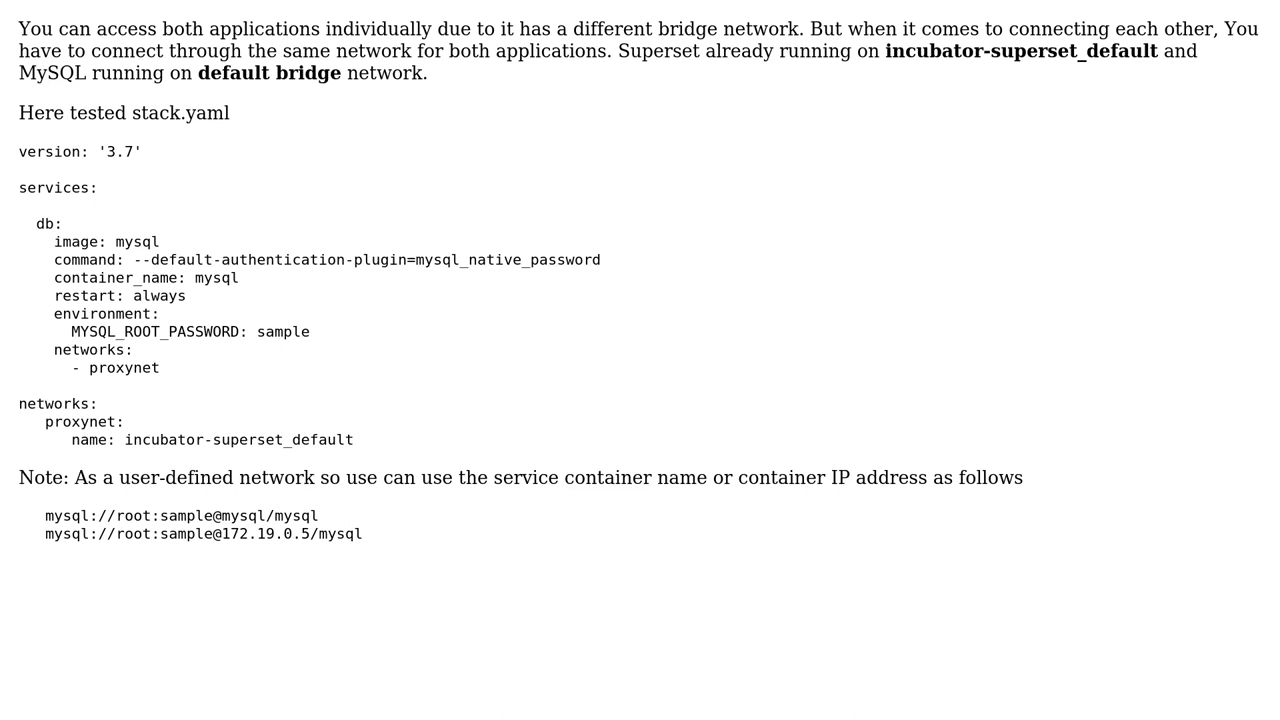 You can access both applications individually due to it has a different bridge network. But when it comes to connecting each other, You
have to connect through the same network for both applications. Superset already running on incubator-superset_default and
MySQL running on default bridge network.
Here tested stack.yaml
version: '3.7'
services:
  db:
    image: mysql
    command: --default-authentication-plugin=mysql_native_password
    container_name: mysql
    restart: always
    environment:
      MYSQL_ROOT_PASSWORD: sample
    networks:
      - proxynet
networks:
   proxynet:
      name: incubator-superset_default
Note: As a user-defined network so use can use the service container name or container IP address as follows
   mysql://root:sample@mysql/mysql
   mysql://root:sample@172.19.0.5/mysql